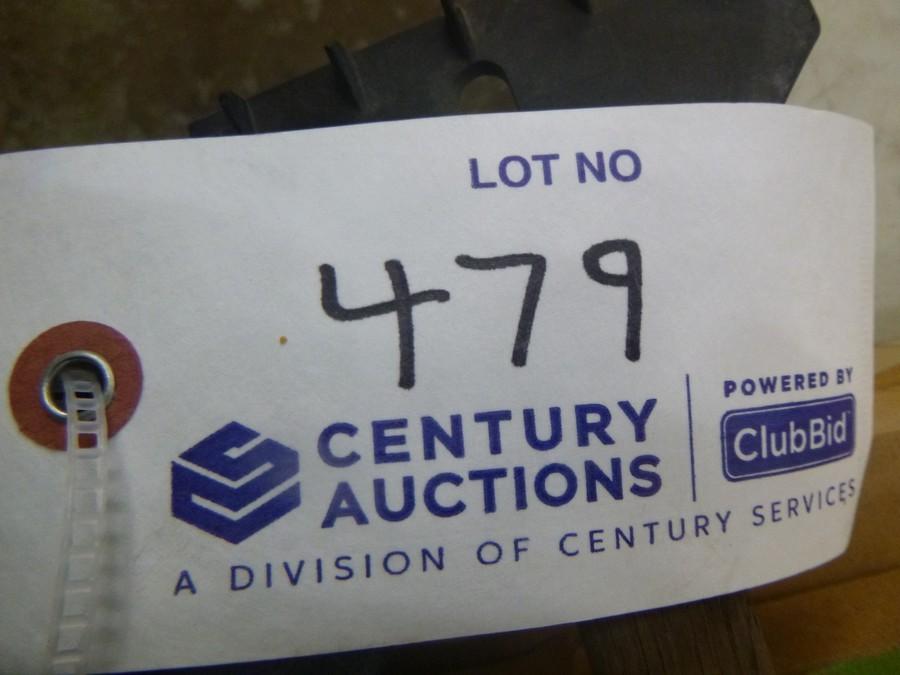 LOT NO
479
CENTURY
AUCTIONS
POWERED BY
ClubBid
A DIVISION OF CENTURY SERVICES